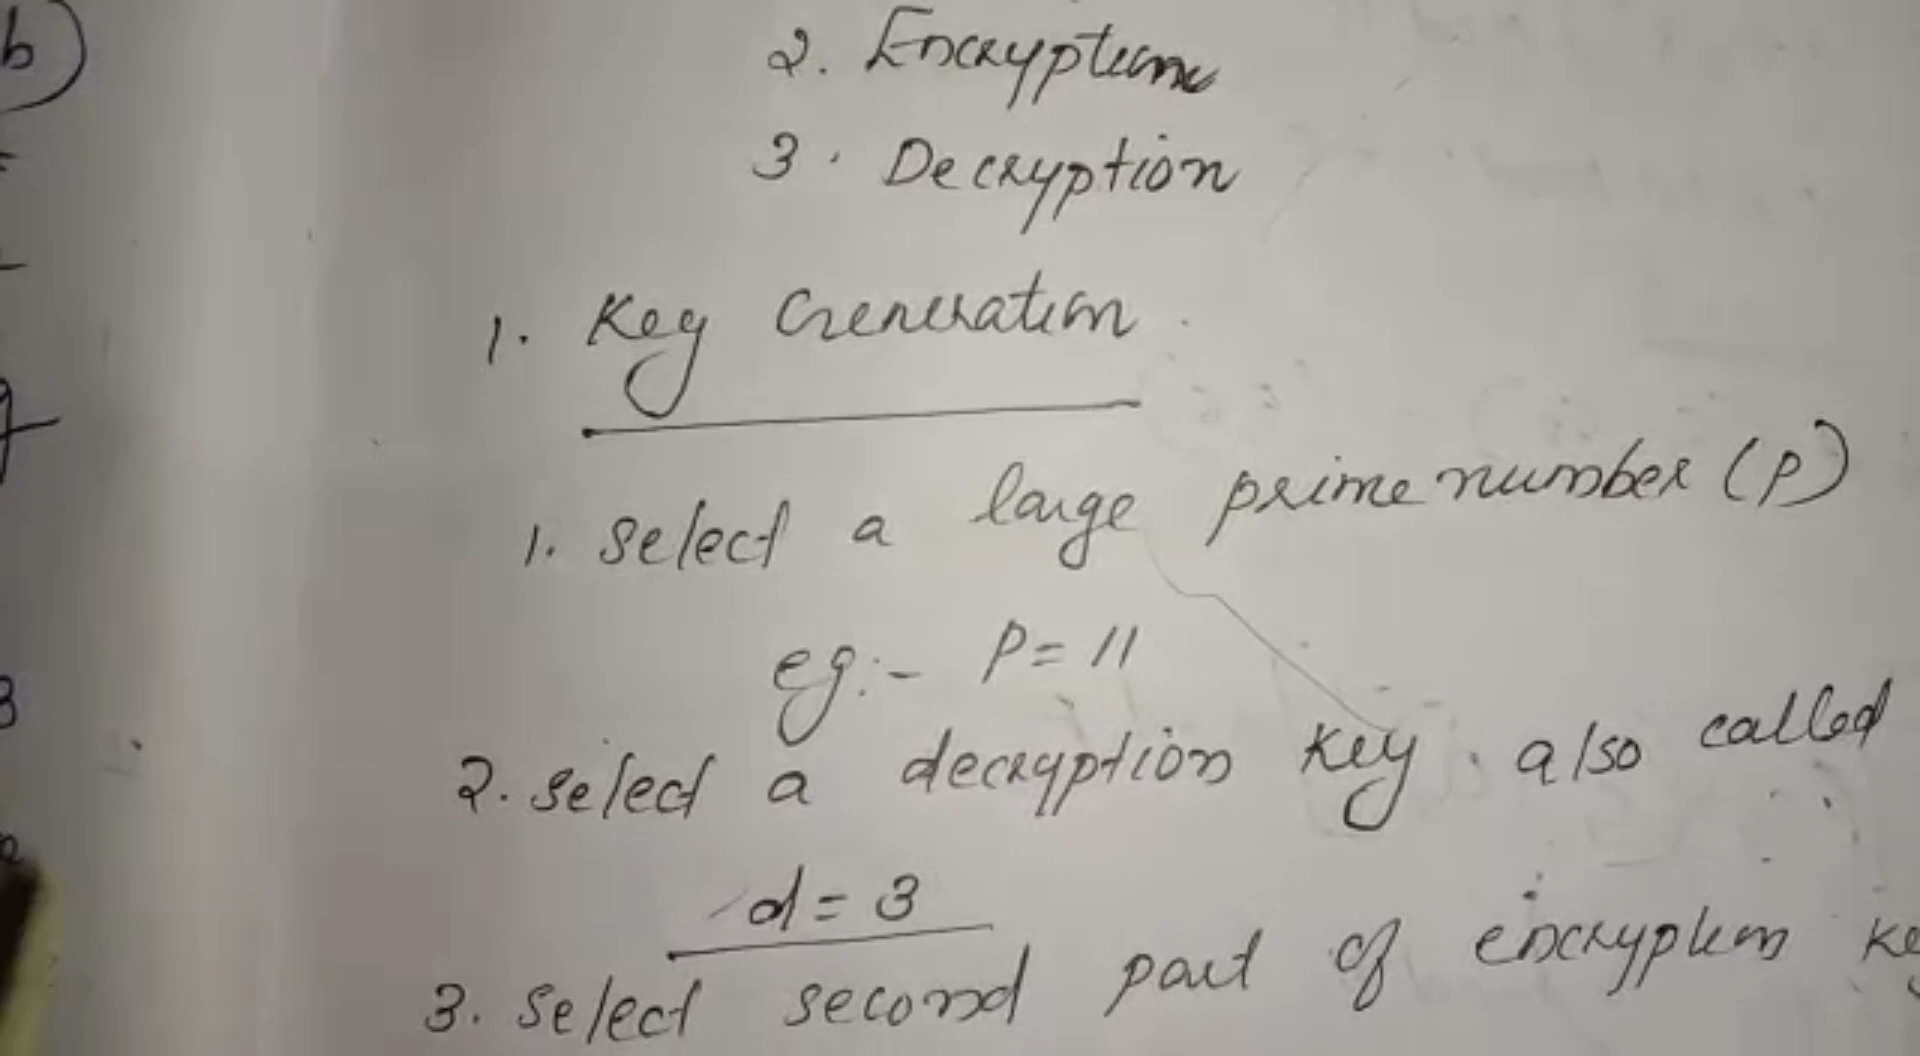 b)
2. Encryption
3. Decryption
1. Key Generation
1. select a large prime number (P)
eg:- P = 11
2. select a decryption key. also called
d = 3
3. select second part of encryption ke